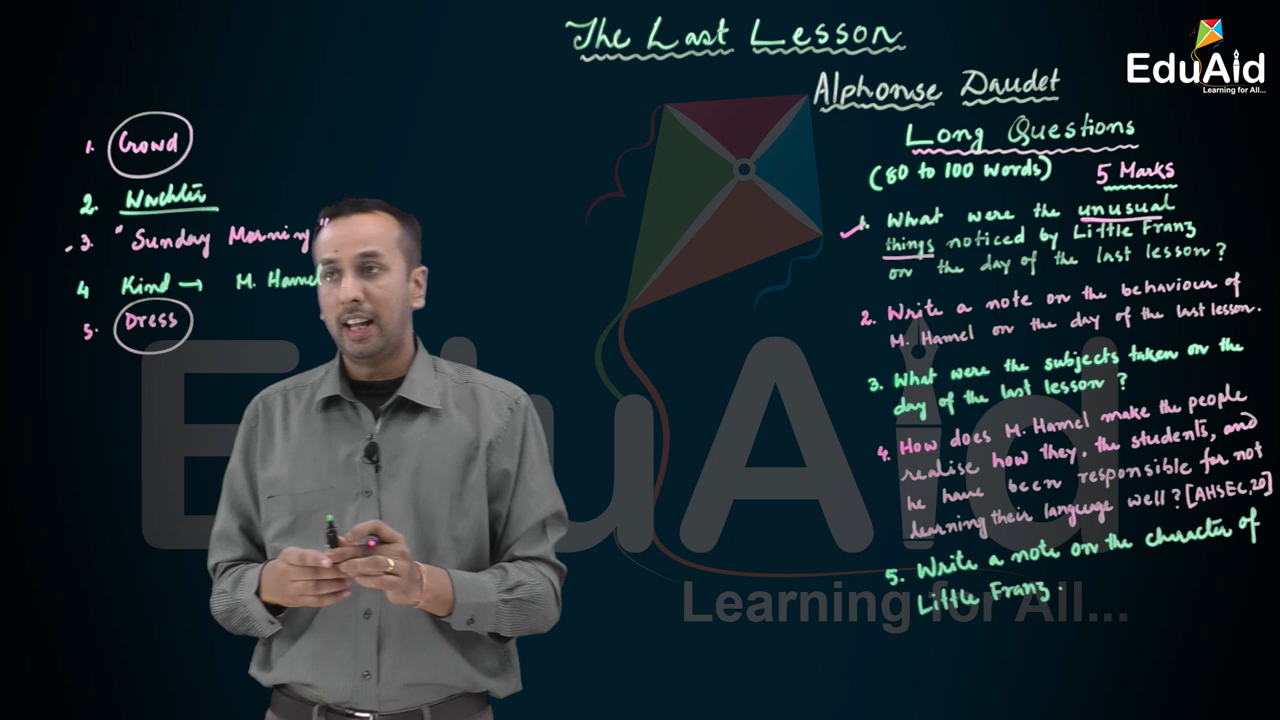 The Last Lesson
Alphonse Daudet
EduAid
Learning for All...
1. Crowd
2. Wachter
3. "Sunday Morning"
4 Kind → M. Hamel
5. Dress
Long Questions
(80 to 100 words) 5 Marks
1. What were the unusual
things noticed by Little Franz
on the day of the last lesson?
2. Write a note on the behaviour of
M. Hamel on the day of the last lesson.
3. What were the subjects taken on the
day of the last lesson?
4. How does M. Hamel make the people
realise how they, the students, and
he have been responsible for not
learning their language well? [AHSEC,20]
5. Write a note on the character of
Little Franz.
EduAid
Learning for All...